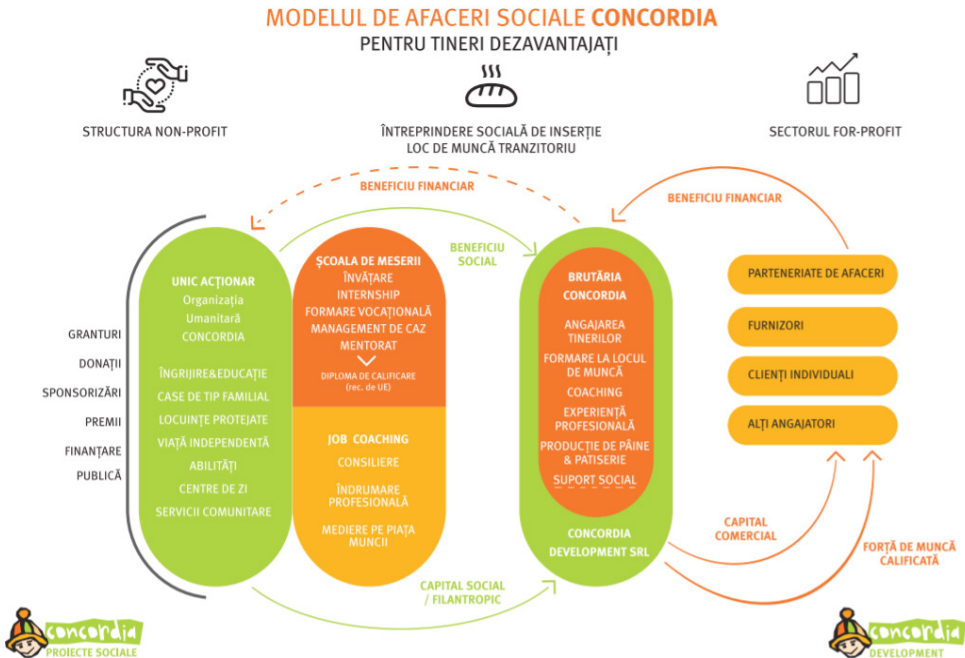 MODELUL DE AFACERI SOCIALE CONCORDIA
PENTRU TINERI DEZAVANTAJAȚI
STRUCTURA NON-PROFIT
ÎNTREPRINDERE SOCIALĂ DE INSERȚIE
LOC DE MUNCĂ TRANZITORIU
SECTORUL FOR-PROFIT
BENEFICIU FINANCIAR
BENEFICIU FINANCIAR
BENEFICIU
SOCIAL
GRANTURI
DONAȚII
SPONSORIZĂRI
PREMII
FINANȚARE
PUBLICĂ
UNIC ACȚIONAR
Organizația
Umanitară
CONCORDIA
ÎNGRIJIRE&EDUCAȚIE
CASE DE TIP FAMILIAL
LOCUINȚE PROTEJATE
VIAȚĂ INDEPENDENTĂ
ABILITĂȚI
CENTRE DE ZI
SERVICII COMUNITARE
ȘCOALA DE MESERII
ÎNVĂȚARE
INTERNSHIP
FORMARE VOCAȚIONALĂ
MANAGEMENT DE CAZ
MENTORAT
DIPLOMA DE CALIFICARE
(rec. de UE)
JOB COACHING
CONSILIERE
ÎNDRUMARE
PROFESIONALĂ
MEDIERE PE PIAȚA
MUNCII
BRUTĂRIA
CONCORDIA
ANGAJAREA
TINERILOR
FORMARE LA LOCUL
DE MUNCĂ
COACHING
EXPERIENȚĂ
PROFESIONALĂ
PRODUCȚIE DE PÂINE
& PATISERIE
SUPORT SOCIAL
CONCORDIA
DEVELOPMENT SRL
PARTENERIATE DE AFACERI
FURNIZORI
CLIENȚI INDIVIDUALI
ALȚI ANGAJATORI
CAPITAL
COMERCIAL
FORȚĂ DE MUNCĂ
CALIFICATĂ
CAPITAL SOCIAL
/ FILANTROPIC
concordia
PROIECTE SOCIALE
concordia
DEVELOPMENT